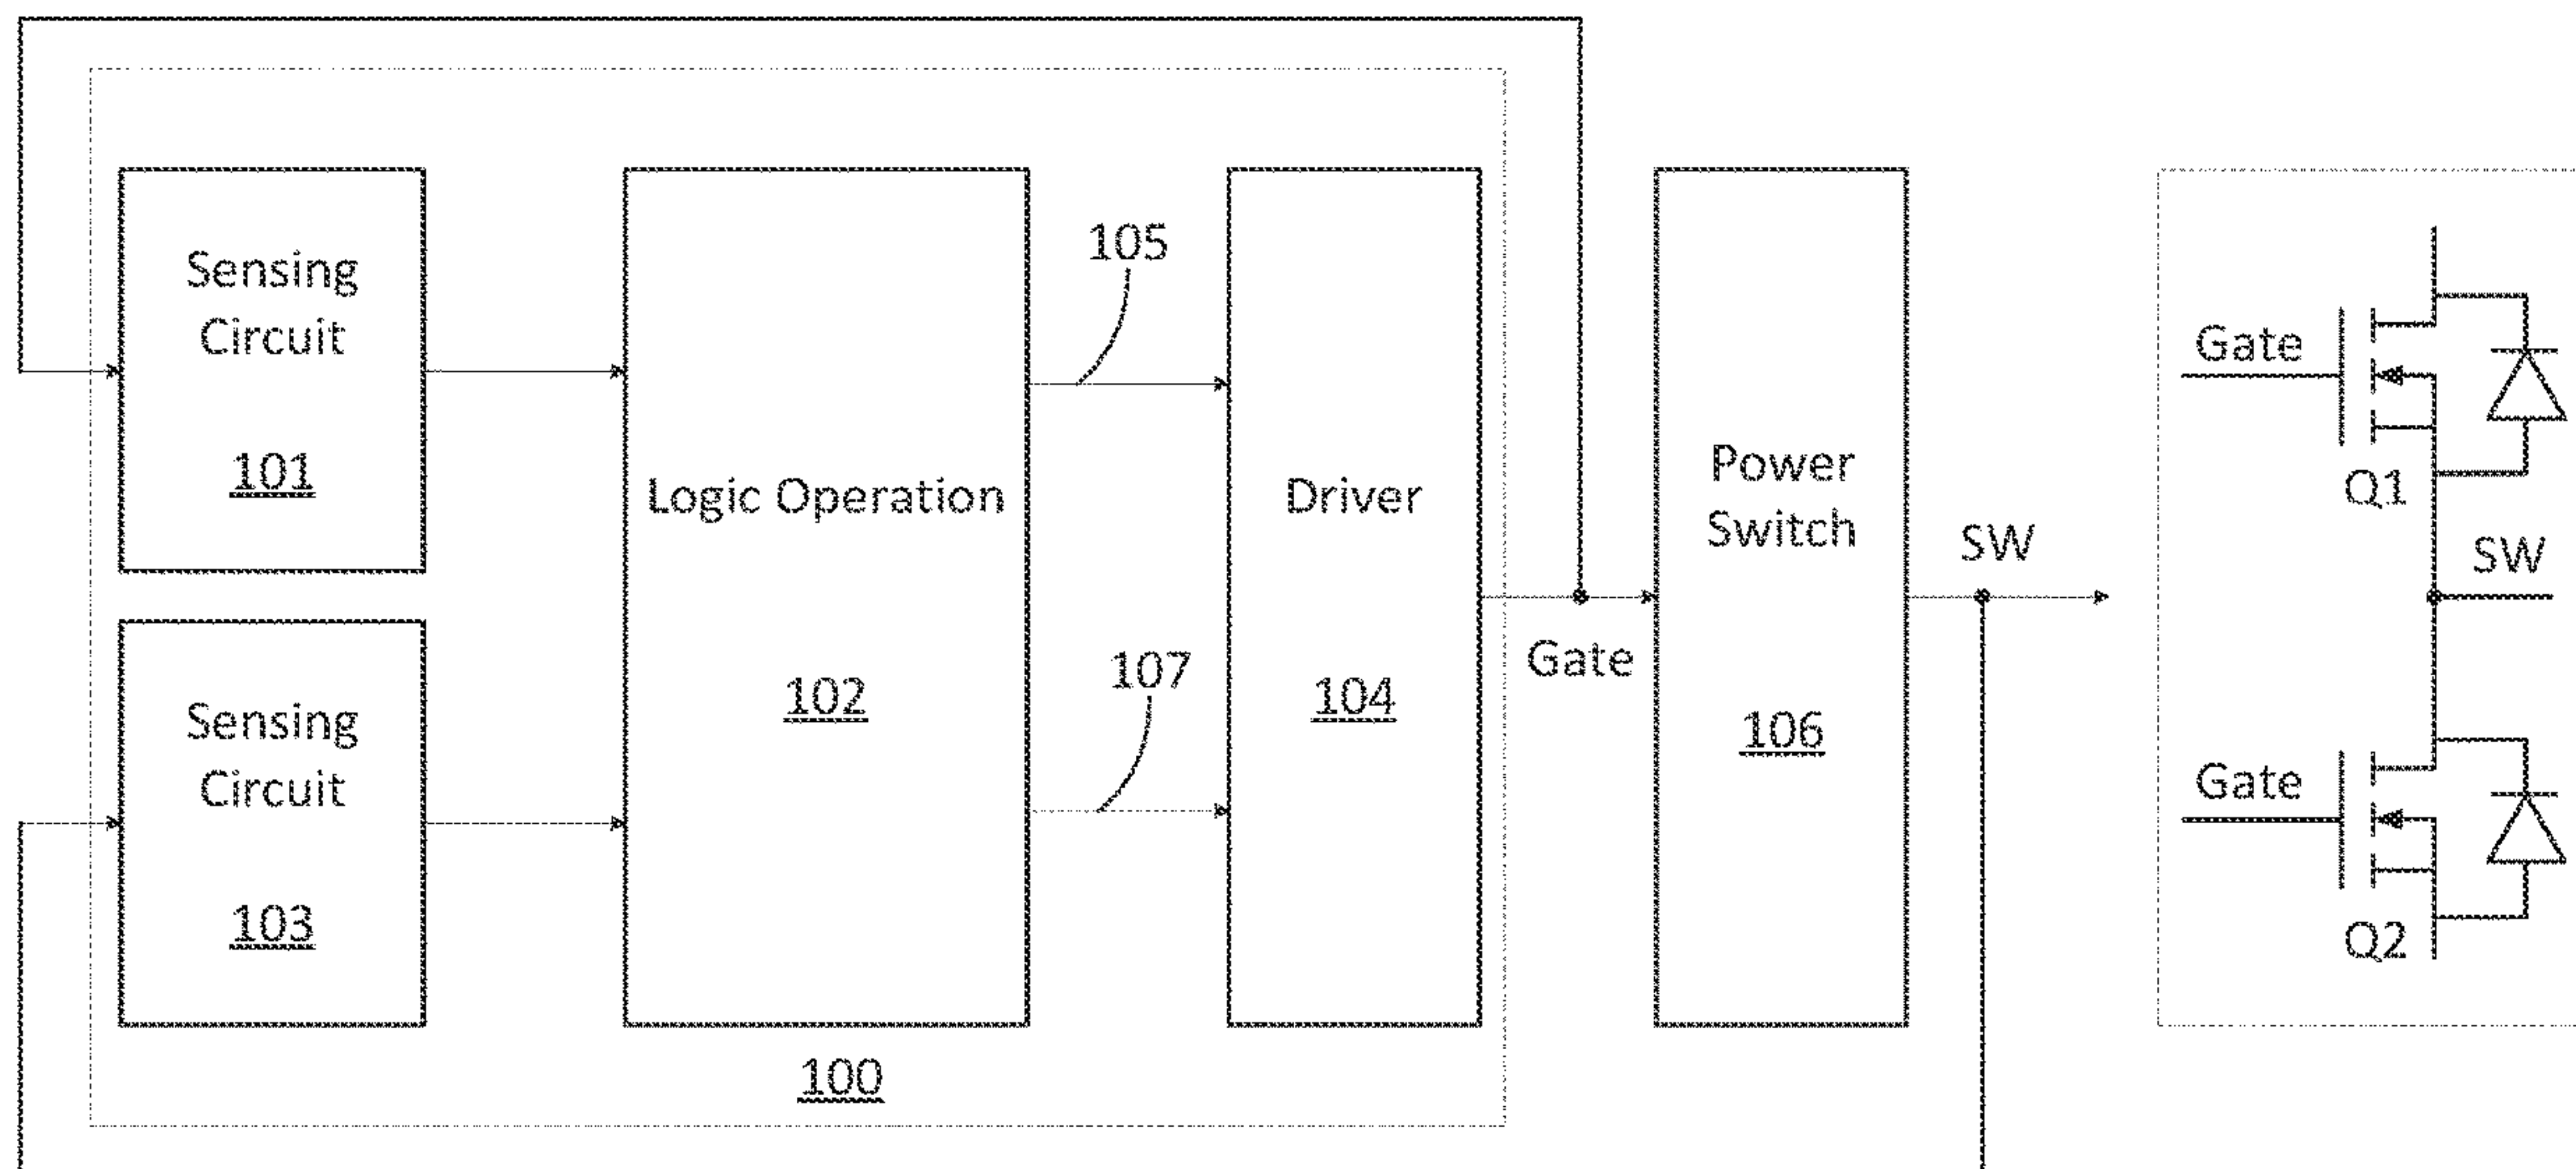 Sensing
Circuit
101
Sensing
Circuit
103
Logic Operation
102
100
105
107
Driver
104
Gate
Power
Switch
106
SW
Gate
Q1
SW
Gate
Q2